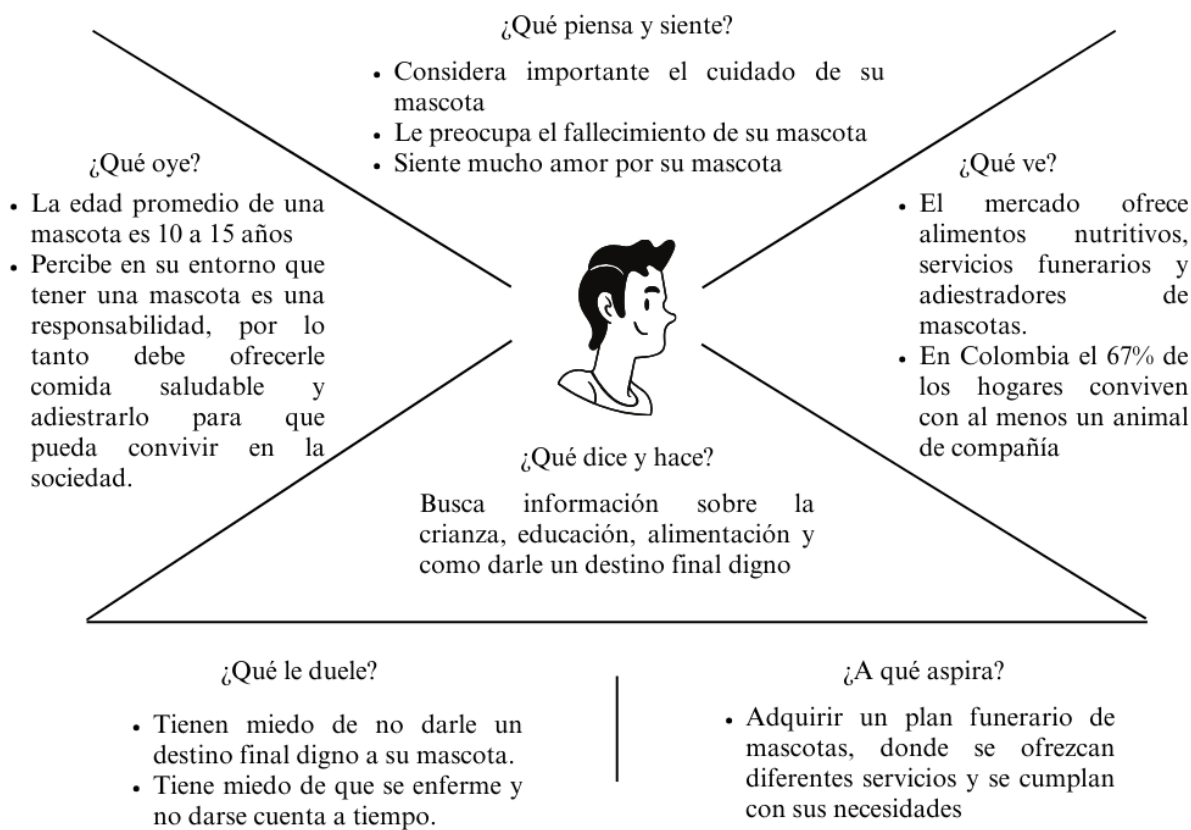 ¿Qué piensa y siente?
• Considera importante el cuidado de su
mascota
• Le preocupa el fallecimiento de su mascota
• Siente mucho amor por su mascota
¿Qué oye?
• La edad promedio de una
mascota es 10 a 15 años
• Percibe en su entorno que
tener una mascota es una
responsabilidad, por lo
tanto debe ofrecerle
comida saludable y
adiestrarlo para que
pueda convivir en la
sociedad.
¿Qué ve?
• El mercado ofrece
alimentos nutritivos,
servicios funerarios y
adiestradores de
mascotas.
• En Colombia el 67% de
los hogares conviven
con al menos un animal
de compañía
¿Qué dice y hace?
Busca información sobre la
crianza, educación, alimentación y
como darle un destino final digno
¿Qué le duele?
• Tienen miedo de no darle un
destino final digno a su mascota.
• Tiene miedo de que se enferme y
no darse cuenta a tiempo.
¿A qué aspira?
• Adquirir un plan funerario de
mascotas, donde se ofrezcan
diferentes servicios y se cumplan
con sus necesidades